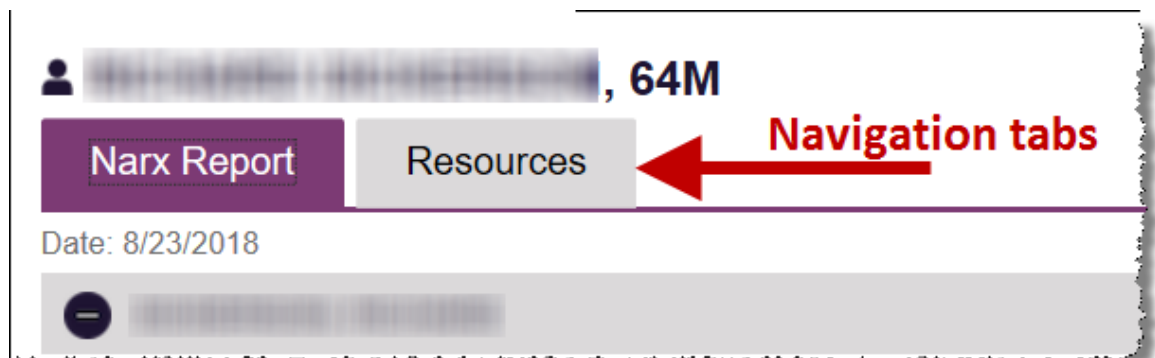 , 64M
Narx Report Resources Navigation tabs
Date: 8/23/2018